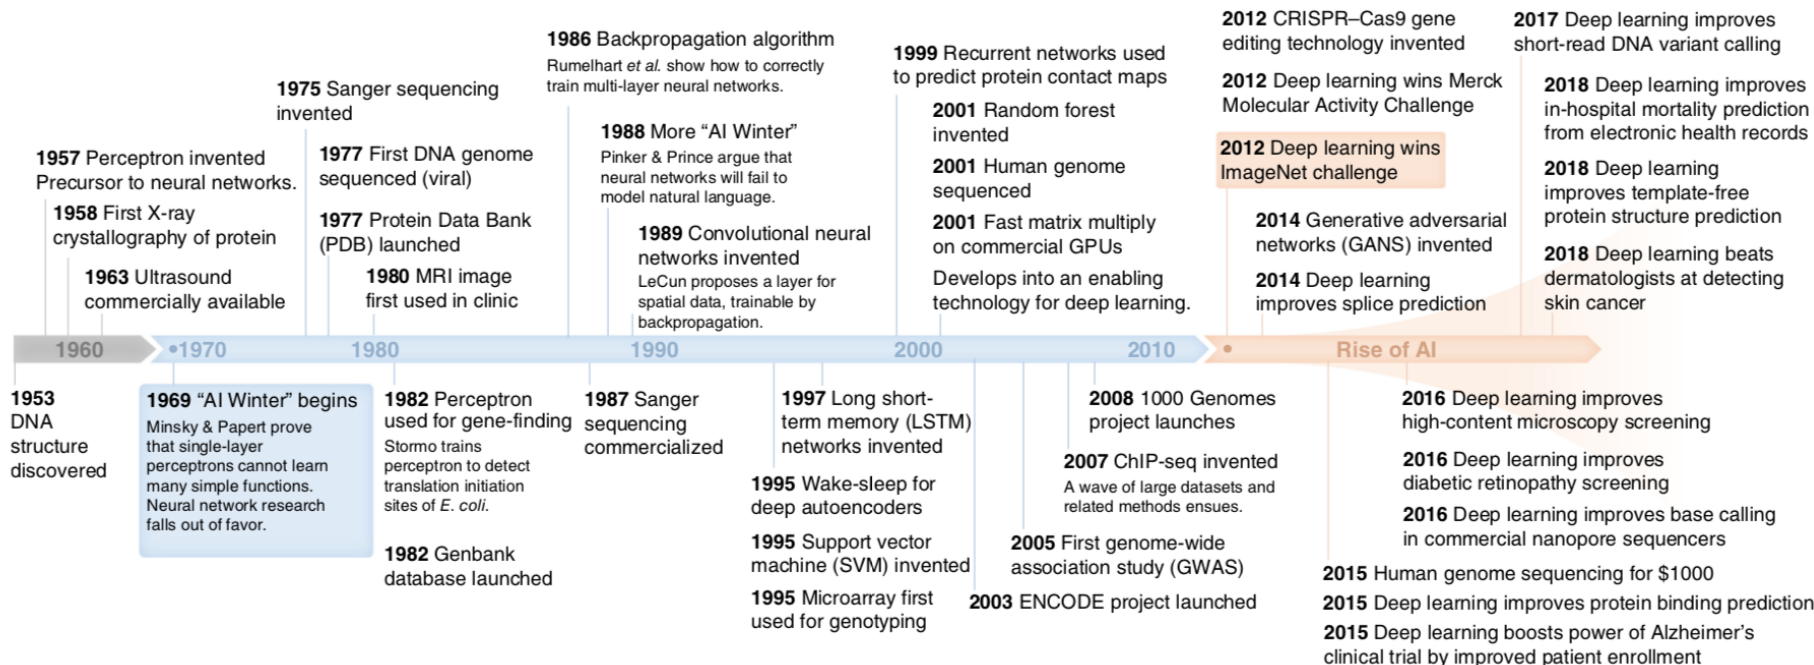 1957 Perceptron invented
Precursor to neural networks.
1958 First X-ray
crystallography of protein
1963 Ultrasound
commercially available
1975 Sanger sequencing
invented
1977 First DNA genome
sequenced (viral)
1977 Protein Data Bank
(PDB) launched
1980 MRI image
first used in clinic
1986 Backpropagation algorithm
Rumelhart et al. show how to correctly
train multi-layer neural networks.
1988 More “AI Winter”
Pinker & Prince argue that
neural networks will fail to
model natural language.
1989 Convolutional neural
networks invented
LeCun proposes a layer for
spatial data, trainable by
backpropagation.
1999 Recurrent networks used
to predict protein contact maps
2001 Random forest
invented
2001 Human genome
sequenced
2001 Fast matrix multiply
on commercial GPUs
Develops into an enabling
technology for deep learning.
2012 CRISPR–Cas9 gene
editing technology invented
2012 Deep learning wins Merck
Molecular Activity Challenge
2012 Deep learning wins
ImageNet challenge
2014 Generative adversarial
networks (GANS) invented
2014 Deep learning
improves splice prediction
2017 Deep learning improves
short-read DNA variant calling
2018 Deep learning improves
in-hospital mortality prediction
from electronic health records
2018 Deep learning
improves template-free
protein structure prediction
2018 Deep learning beats
dermatologists at detecting
skin cancer
1960
1970
1980
1990
2000
2010
Rise of AI
1953
DNA
structure
discovered
1969 “AI Winter” begins
Minsky & Papert prove
that single-layer
perceptrons cannot learn
many simple functions.
Neural network research
falls out of favor.
1982 Perceptron
used for gene-finding
Stormo trains
perceptron to detect
translation initiation
sites of E. coli.
1982 Genbank
database launched
1987 Sanger
sequencing
commercialized
1997 Long short-
term memory (LSTM)
networks invented
1995 Wake-sleep for
deep autoencoders
1995 Support vector
machine (SVM) invented
1995 Microarray first
used for genotyping
2008 1000 Genomes
project launches
2007 ChIP-seq invented
A wave of large datasets and
related methods ensues.
2005 First genome-wide
association study (GWAS)
2003 ENCODE project launched
2016 Deep learning improves
high-content microscopy screening
2016 Deep learning improves
diabetic retinopathy screening
2016 Deep learning improves base calling
in commercial nanopore sequencers
2015 Human genome sequencing for $1000
2015 Deep learning improves protein binding prediction
2015 Deep learning boosts power of Alzheimer’s
clinical trial by improved patient enrollment